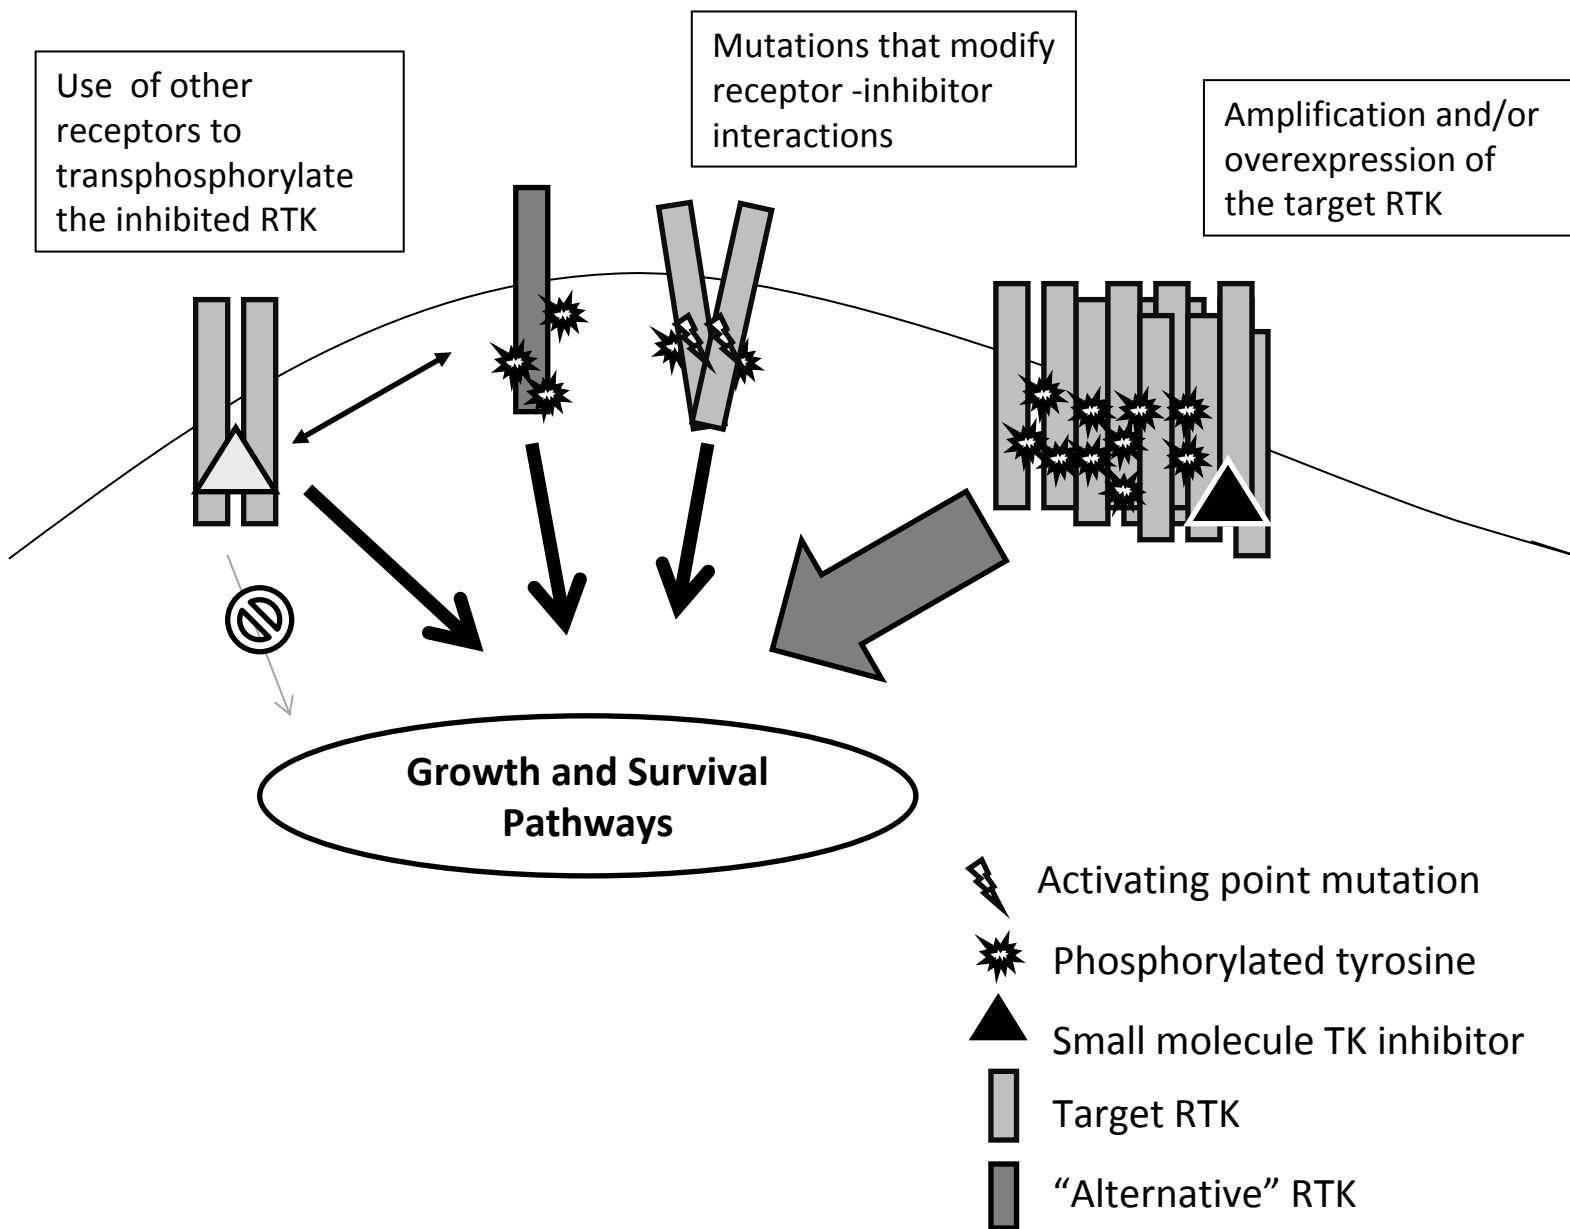 Use of other
receptors to
transphosphorylate
the inhibited RTK
Mutations that modify
receptor -inhibitor
interactions
Amplification and/or
overexpression of
the target RTK
Growth and Survival
Pathways
Activating point mutation
Phosphorylated tyrosine
Small molecule TK inhibitor
Target RTK
“Alternative” RTK